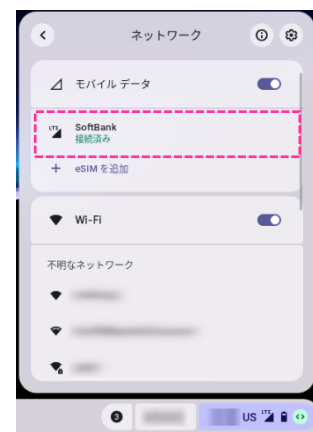 ネットワーク
モバイル データ
LTE
SoftBank
接続済み
eSIM を追加
Wi-Fi
不明なネットワーク
3
US
LTE